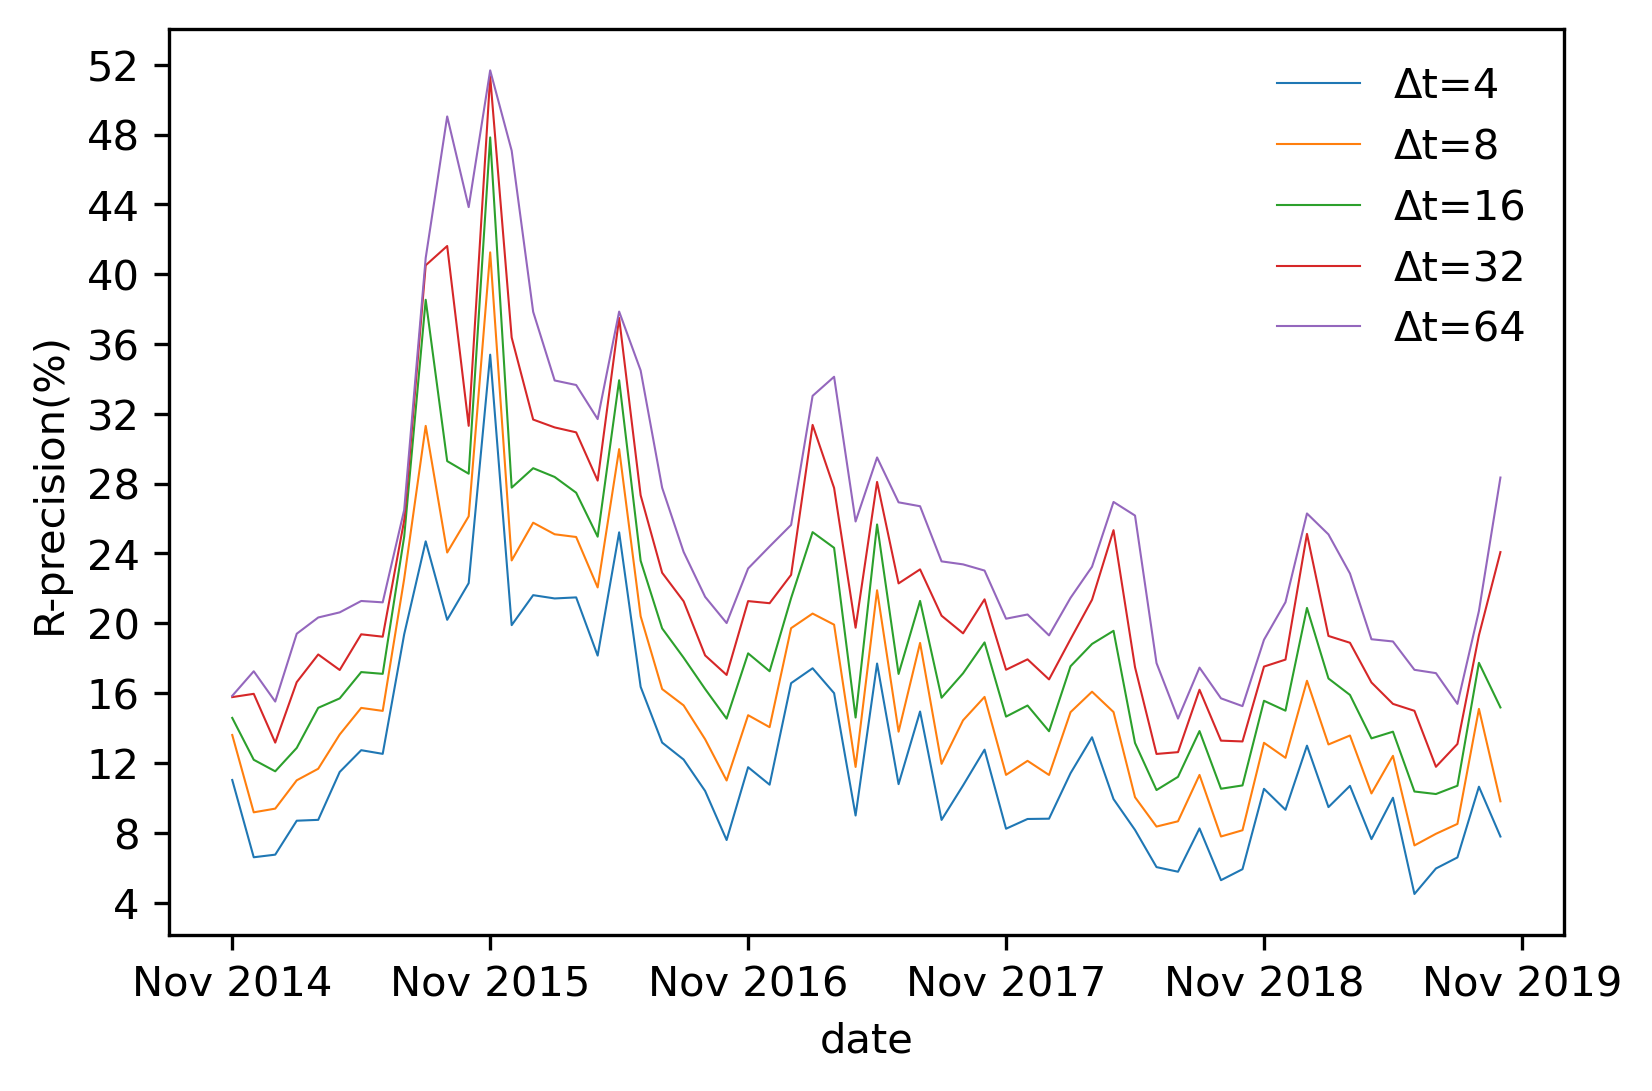 52
48
44
40
36
32
28
24
20
16
12
8
4
R-precision(%)
Δt=4
Δt=8
Δt=16
Δt=32
Δt=64
Nov 2014 Nov 2015 Nov 2016 Nov 2017 Nov 2018 Nov 2019
date